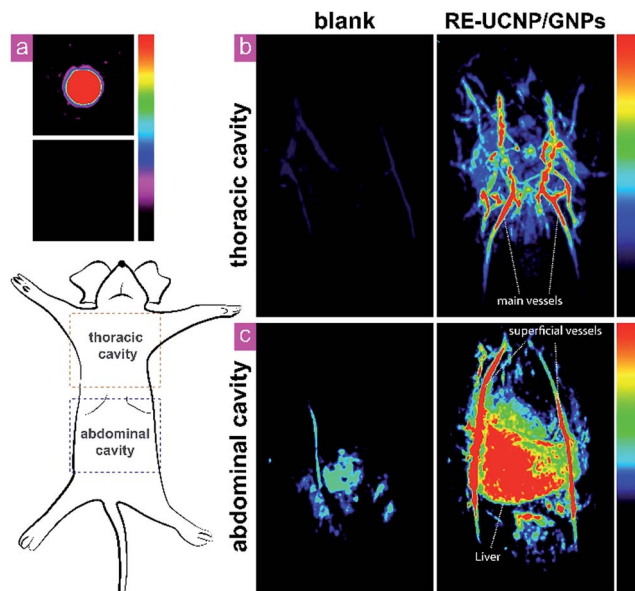 blank
RE-UCNP/GNPs
a
b
thoracic cavity
main vessels
thoracic
cavity
abdominal
cavity
c
abdominal cavity
superficial vessels
Liver